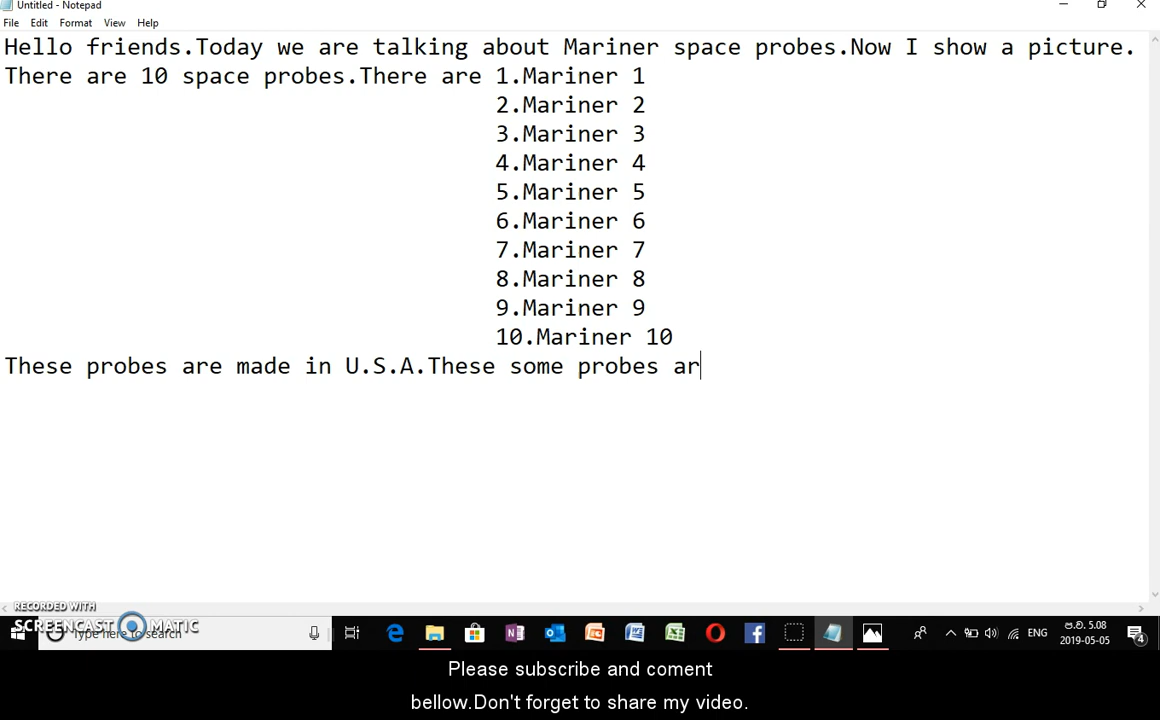 Untitled - Notepad
File Edit Format View Help
Hello friends.Today we are talking about Mariner space probes.Now I show a picture.
There are 10 space probes.There are 1.Mariner 1
2.Mariner 2
3.Mariner 3
4.Mariner 4
5.Mariner 5
6.Mariner 6
7.Mariner 7
8.Mariner 8
9.Mariner 9
10.Mariner 10
These probes are made in U.S.A.These some probes ar
RECORDED WITH
SCREENCAST MATIC
Type here to search
ENG
ප.ව. 5.08
2019-05-05
4
Please subscribe and coment
bellow.Don't forget to share my video.